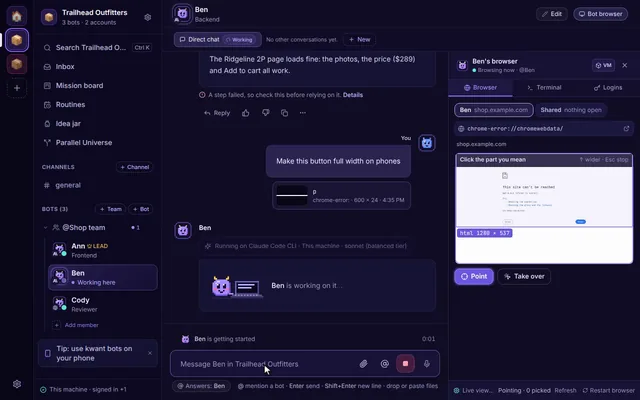 Trailhead Outfitters
3 bots · 2 accounts
Search Trailhead O... Ctrl K
Inbox
Mission board
Routines
Idea jar
Parallel Universe
CHANNELS + Channel
# general
BOTS (3) + Team + Bot
@Shop team 1
Ann LEAD
Frontend
Ben
Working here
Cody
Reviewer
+ Add member
Tip: use kwant bots on your phone ×
This machine · signed in +1
Ben
Backend
Edit
Bot browser
Direct chat Working No other conversations yet. + New
The Ridgeline 2P page loads fine: the photos, the price ($289)
and Add to cart all work.
A step failed, so check this before relying on it. Details
Reply
You
Make this button full width on phones
p
chrome-error: · 600 × 24 · 4:35 PM
Ben
Running on Claude Code CLI · This machine · sonnet (balanced tier)
Ben is working on it . .
Ben is getting started 0:01
Message Ben in Trailhead Outfitters
@ Answers: Ben @ mention a bot · Enter send · Shift+Enter new line · drop or paste files
Ben's browser
Browsing now · @Ben
VM
Browser Terminal Logins
Ben shop.example.com Shared nothing open
chrome-error://chromewebdata/
shop.example.com
Click the part you mean ↑ wider · Esc stop
This site can't be reached
html 1280 × 537
Point Take over
Live view... Pointing · 0 picked Refresh Restart browser